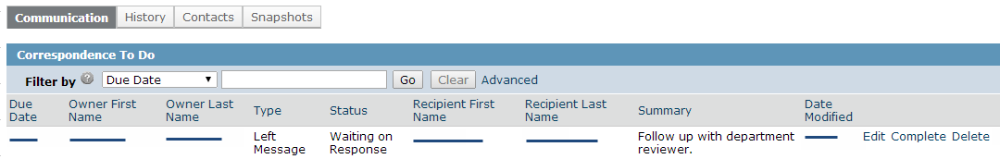 Communication History Contacts Snapshots
Correspondence To Do
Filter by ? Due Date Go Clear Advanced
Due Date Owner First Name Owner Last Name Type Status Recipient First Name Recipient Last Name Summary Date Modified
Left Message Waiting on Response Follow up with department reviewer. Edit Complete Delete